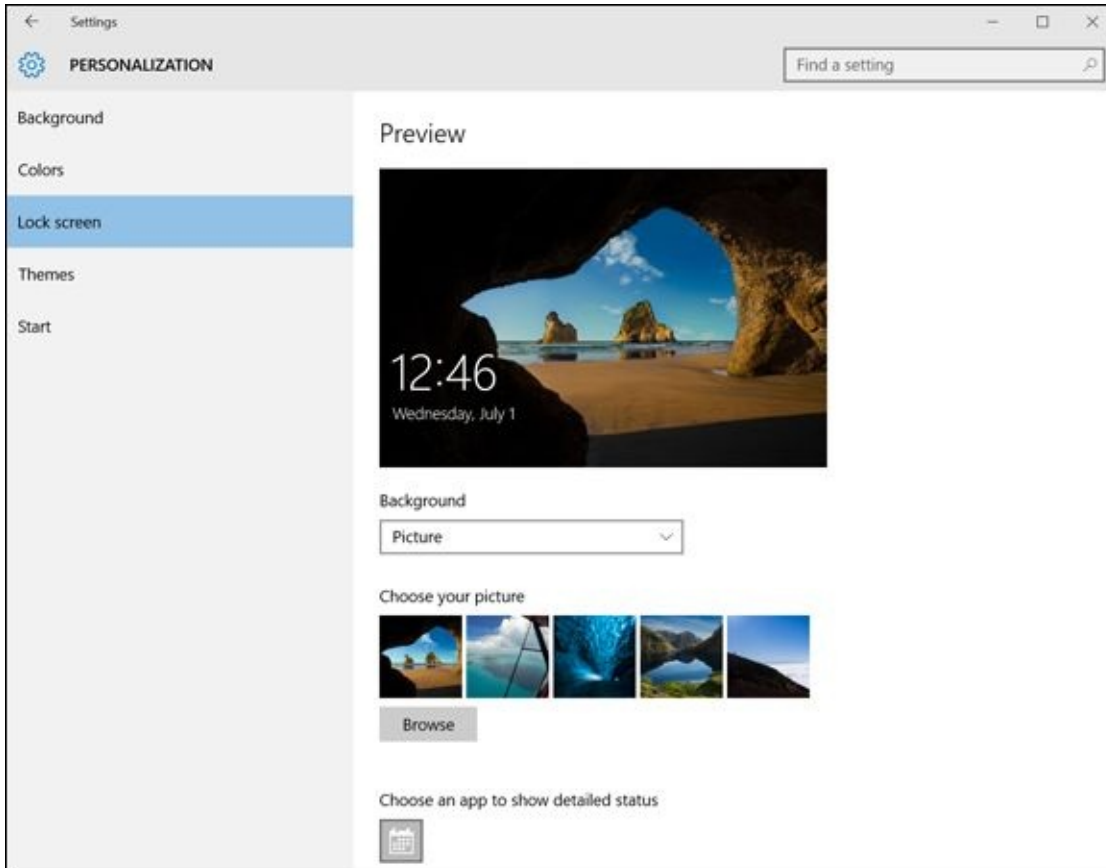 Settings
PERSONALIZATION
Find a setting
Background
Colors
Lock screen
Themes
Start
Preview
12:46
Wednesday, July 1
Background
Picture
Choose your picture
Browse
Choose an app to show detailed status